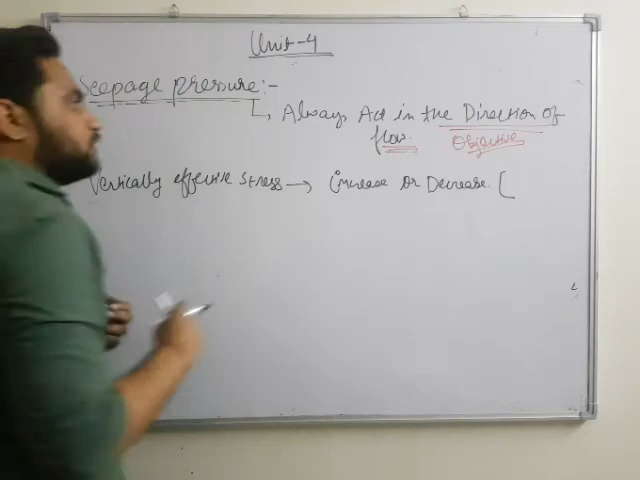 Unit-4
Seepage pressure:-
Always Act in the Direction of
flow.
Objective
Vertically effective stress → increase or Decrease. [